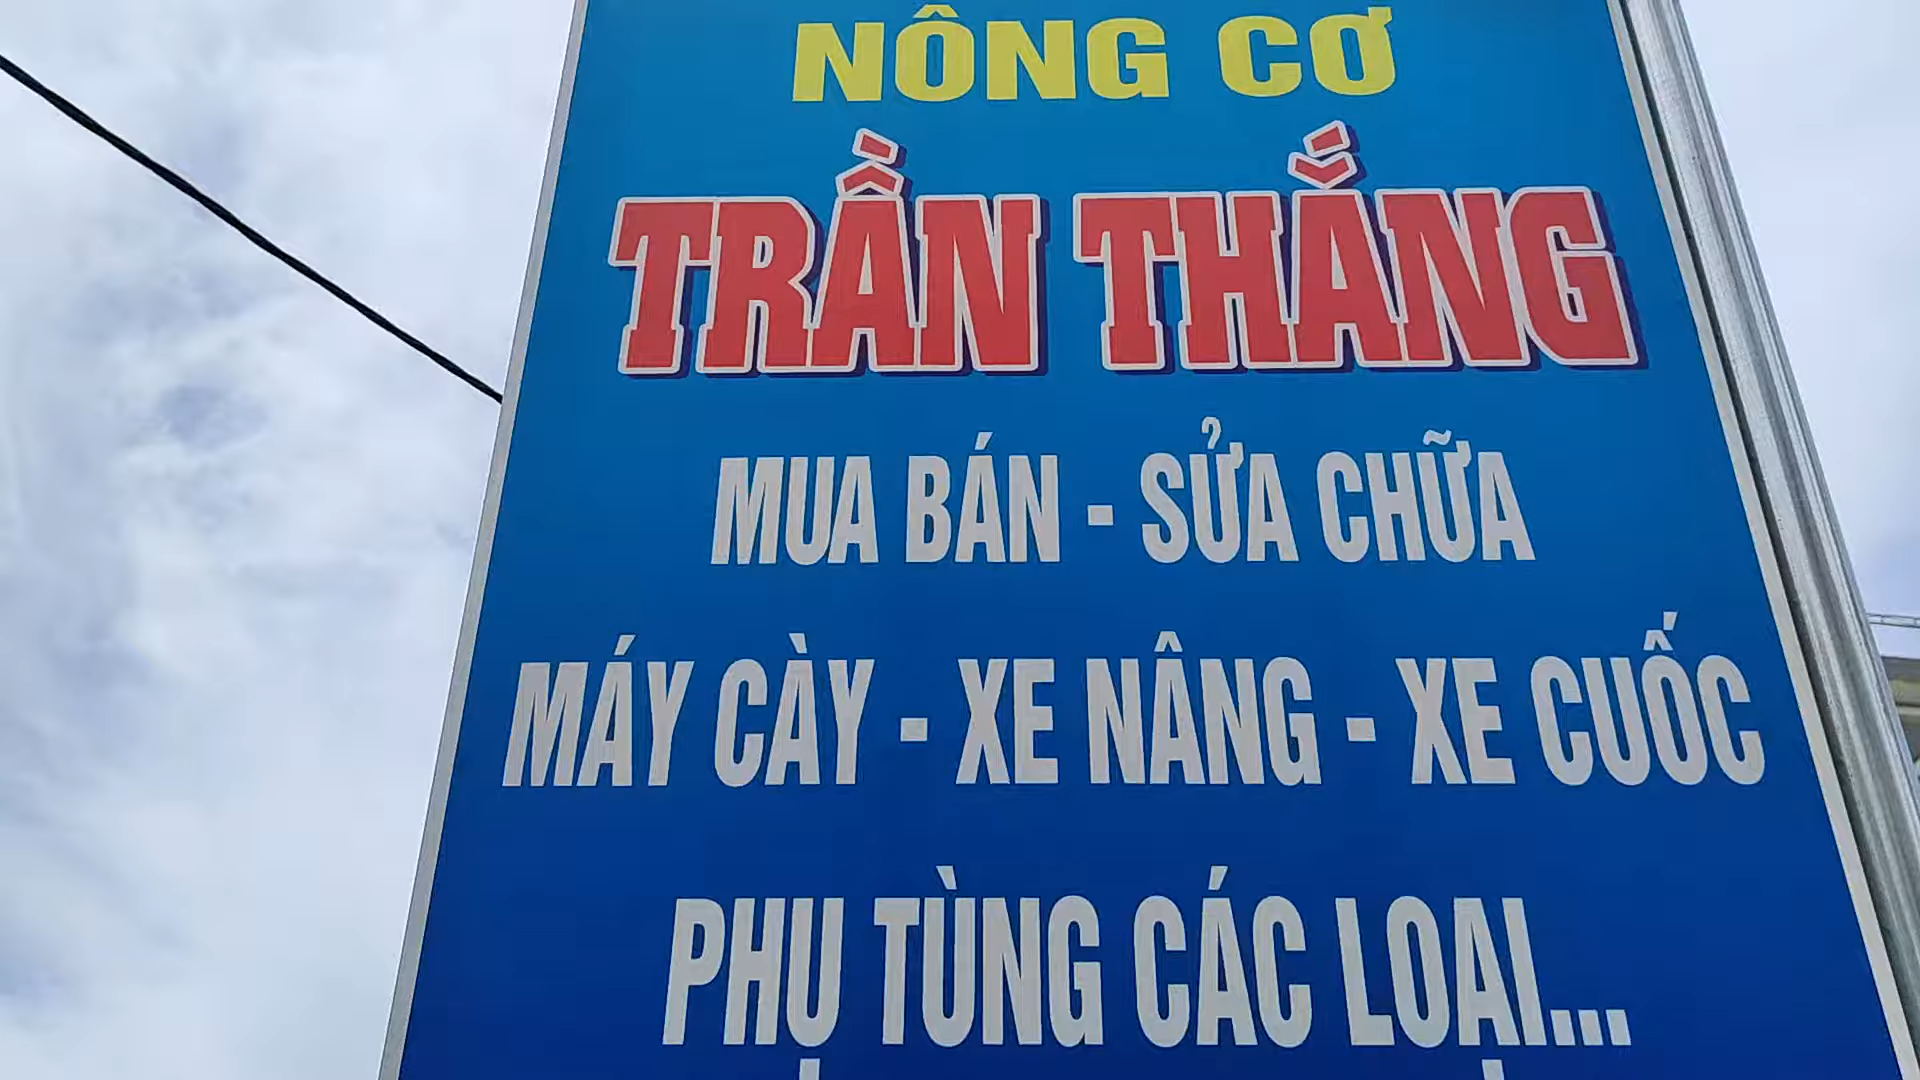 NÔNG CƠ
TRẦN THẮNG
MUA BÁN - SỬA CHỮA
MÁY CÀY - XE NÂNG - XE CUỐC
PHỤ TÙNG CÁC LOẠI...